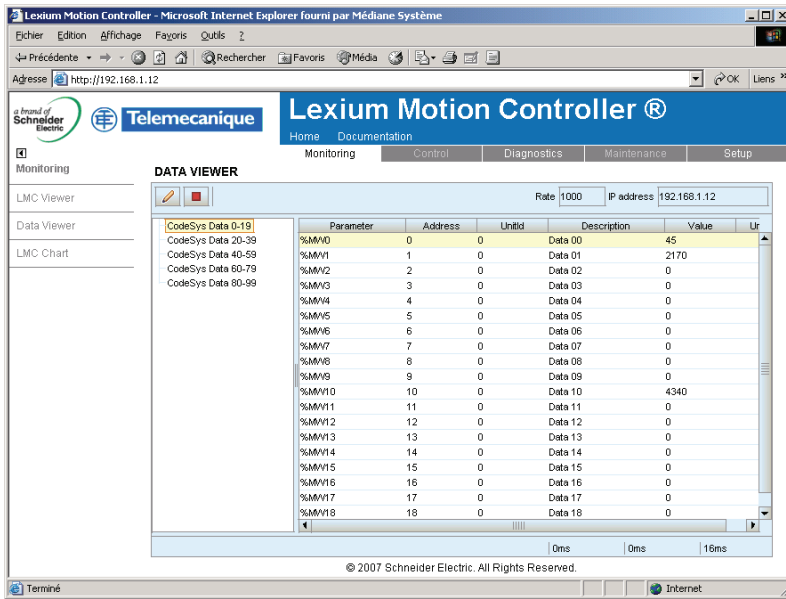 Lexium Motion Controller - Microsoft Internet Explorer fourni par Médiane Système
Fichier Edition Affichage Favoris Outils ?
Précédente Rechercher Favoris Média
Adresse http://192.168.1.12 OK Liens »
a brand of
Schneider
Electric
Telemecanique
Lexium Motion Controller ®
Home Documentation
Monitoring Control Diagnostics Maintenance Setup
Monitoring
LMC Viewer
Data Viewer
LMC Chart
DATA VIEWER
Rate 1000 IP address 192.168.1.12
CodeSys Data 0-19
CodeSys Data 20-39
CodeSys Data 40-59
CodeSys Data 60-79
CodeSys Data 80-99
Parameter Address UnitId Description Value Ur
%MW0 0 0 Data 00 45
%MW1 1 0 Data 01 2170
%MW2 2 0 Data 02 0
%MW3 3 0 Data 03 0
%MW4 4 0 Data 04 0
%MW5 5 0 Data 05 0
%MW6 6 0 Data 06 0
%MW7 7 0 Data 07 0
%MW8 8 0 Data 08 0
%MW9 9 0 Data 09 0
%MW10 10 0 Data 10 4340
%MW11 11 0 Data 11 0
%MW12 12 0 Data 12 0
%MW13 13 0 Data 13 0
%MW14 14 0 Data 14 0
%MW15 15 0 Data 15 0
%MW16 16 0 Data 16 0
%MW17 17 0 Data 17 0
%MW18 18 0 Data 18 0
0ms 0ms 16ms
© 2007 Schneider Electric. All Rights Reserved.
Terminé Internet